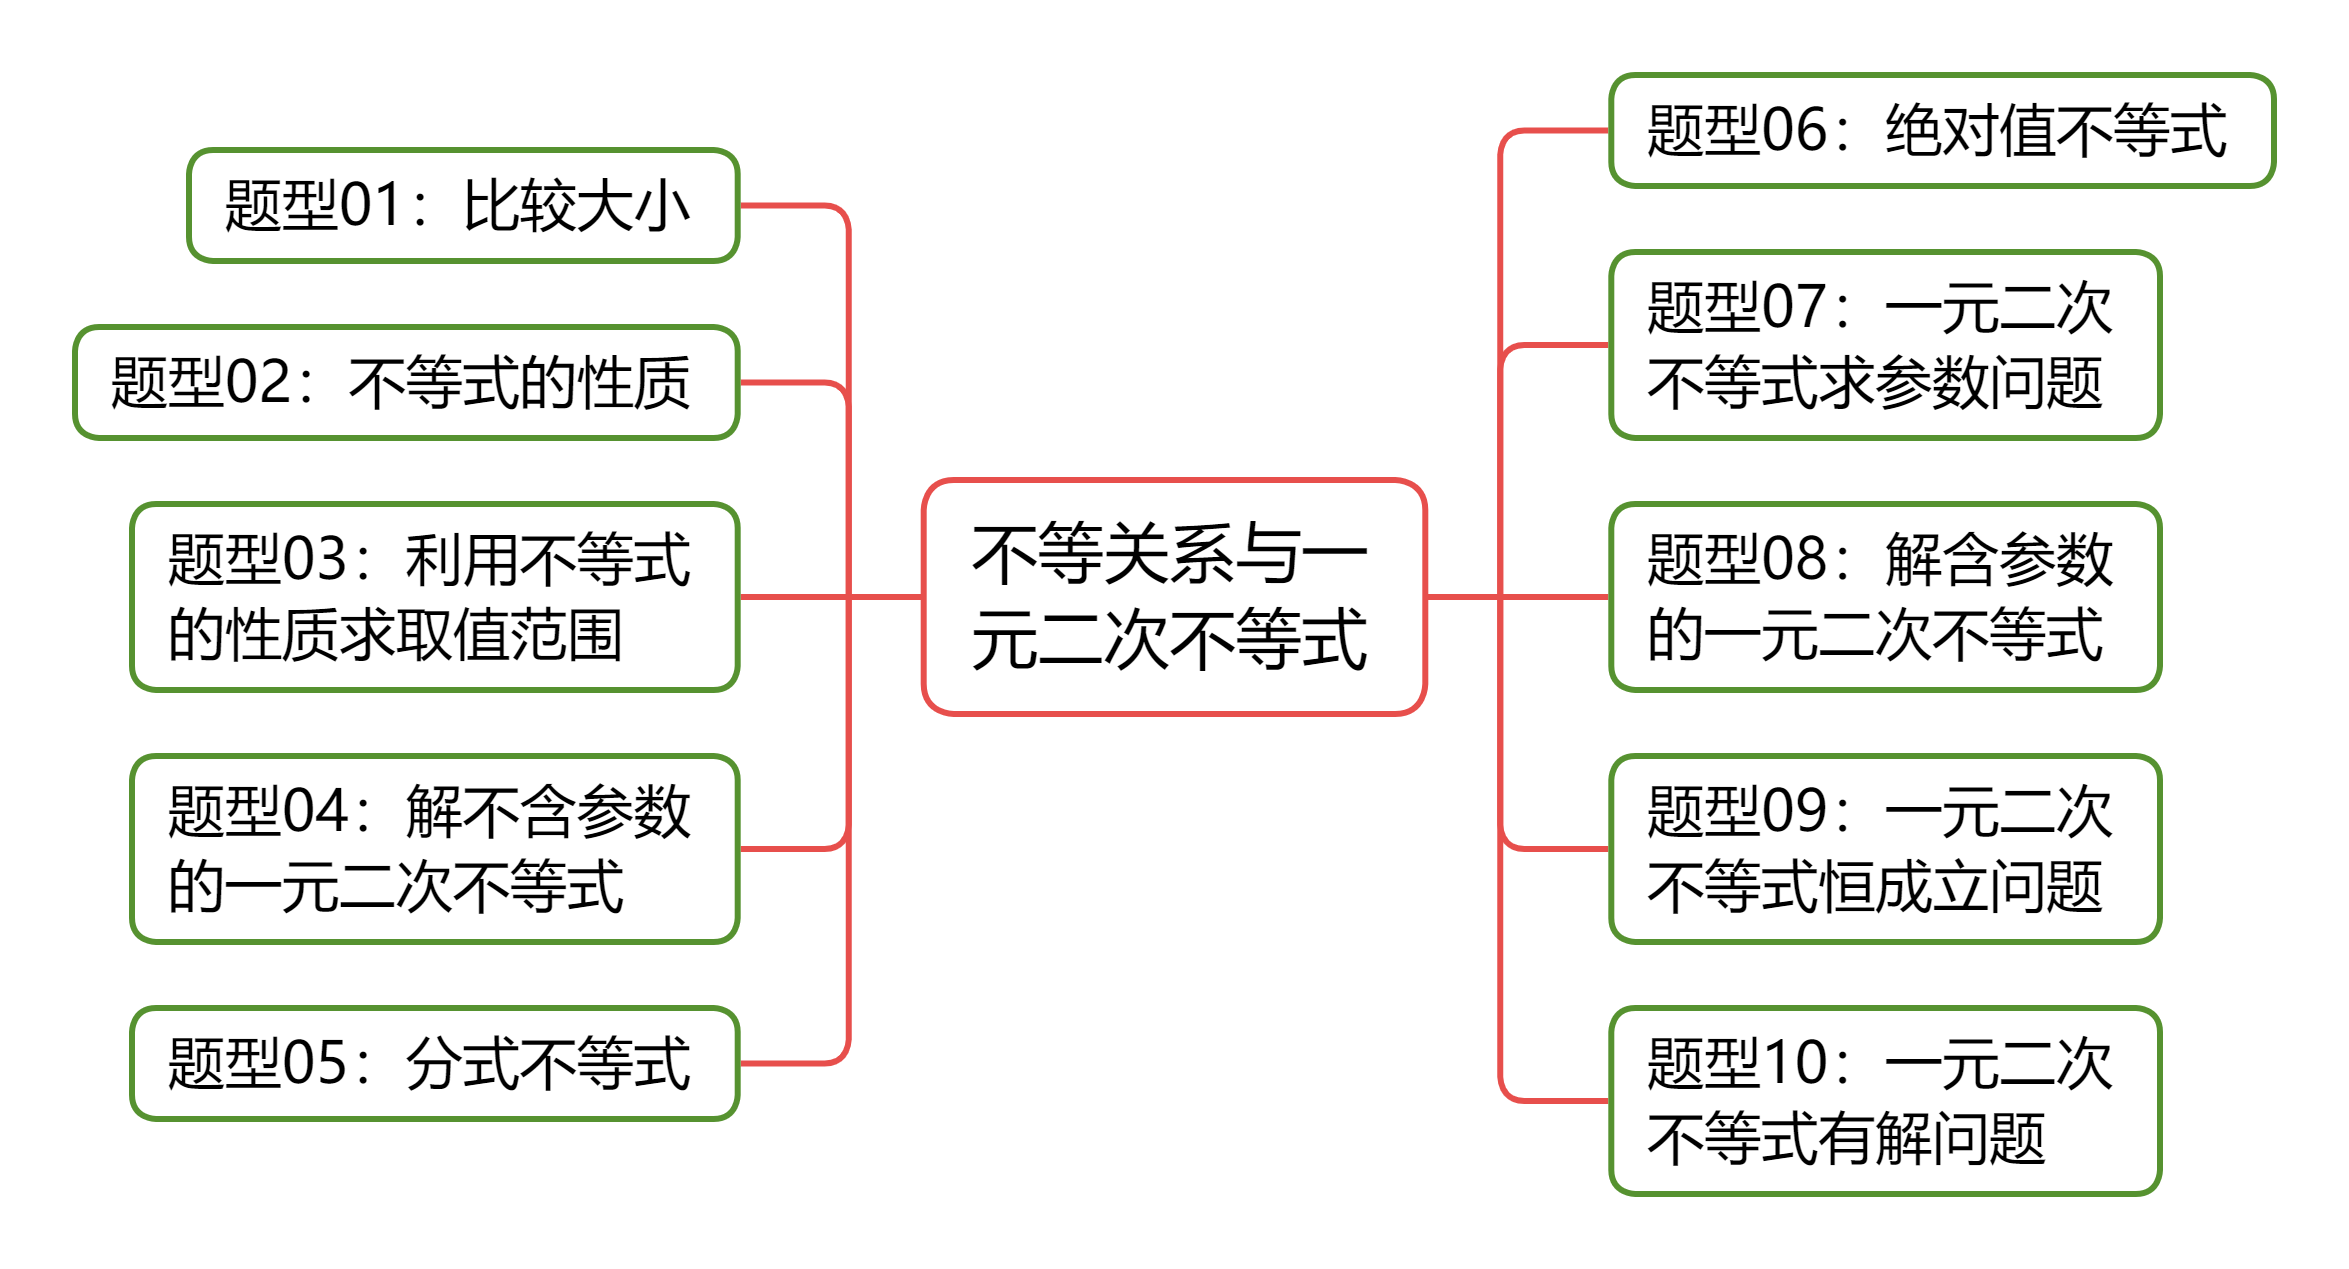 题型01：比较大小
题型02：不等式的性质
题型03：利用不等式
的性质求取值范围
题型04：解不含参数
的一元二次不等式
题型05：分式不等式
不等关系与一
元二次不等式
题型06：绝对值不等式
题型07：一元二次
不等式求参数问题
题型08：解含参数
的一元二次不等式
题型09：一元二次
不等式恒成立问题
题型10：一元二次
不等式有解问题